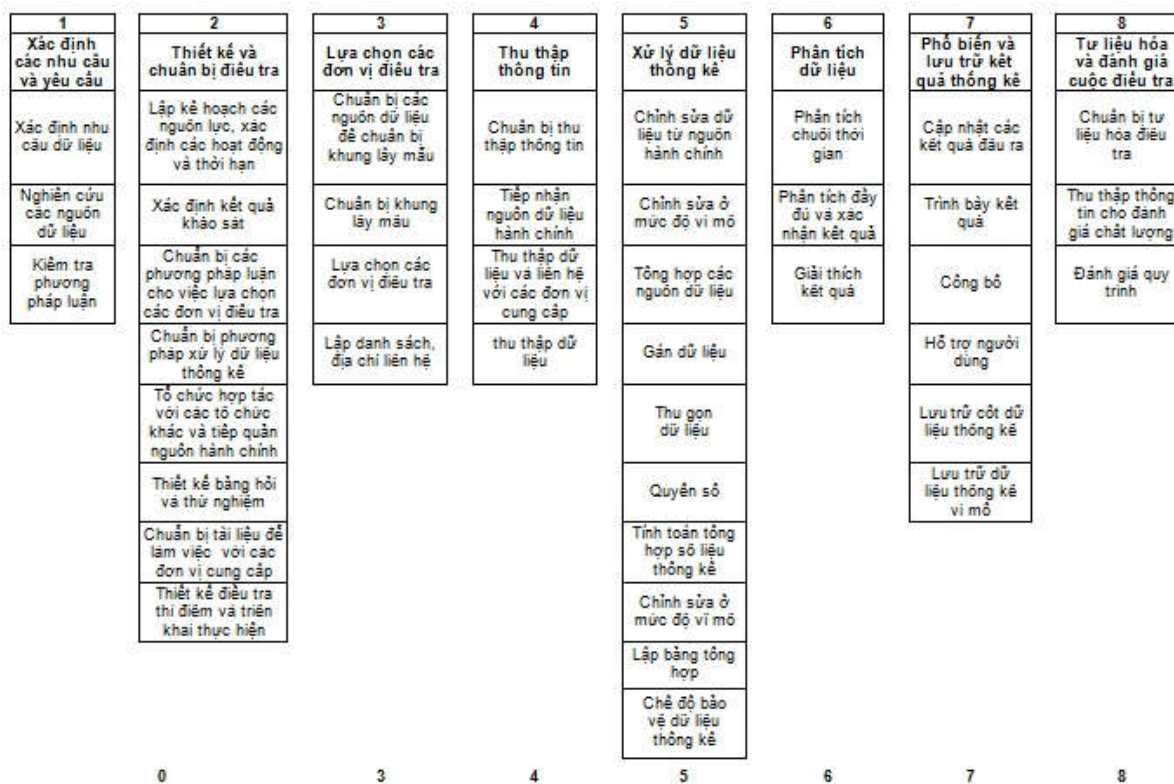 1
Xác định
các nhu cầu
và yêu cầu
Xác định nhu
cầu dữ liệu
Nghiên cứu
các nguồn
dữ liệu
Kiểm tra
phương
pháp luận
2
Thiết kế và
chuẩn bị điều tra
Lập kế hoạch các
nguồn lực, xác
định các hoạt động
và thời hạn
Xác định kết quả
khảo sát
Chuẩn bị các
phương pháp luận
cho việc lựa chọn
các đơn vị điều tra
Chuẩn bị phương
pháp xử lý dữ liệu
thống kê
Tổ chức hợp tác
với các tổ chức
khác và tiếp quản
nguồn hành chính
Thiết kế bảng hỏi
và thử nghiệm
Chuẩn bị tài liệu để
làm việc với các
đơn vị cung cấp
Thiết kế điều tra
thí điểm và triển
khai thực hiện
3
Lựa chọn các
đơn vị điều tra
Chuẩn bị các
nguồn dữ liệu
để chuẩn bị
khung lấy mẫu
Chuẩn bị khung
lấy mẫu
Lựa chọn các
đơn vị điều tra
Lập danh sách,
địa chỉ liên hệ
4
Thu thập
thông tin
Chuẩn bị thu
thập thông tin
Tiếp nhận
nguồn dữ liệu
hành chính
Thu thập dữ
liệu và liên hệ
với các đơn vị
cung cấp
thu thập dữ
liệu
5
Xử lý dữ liệu
thống kê
Chỉnh sửa dữ
liệu từ nguồn
hành chính
Chỉnh sửa ở
mức độ vi mô
Tổng hợp các
nguồn dữ liệu
Gán dữ liệu
Thu gọn
dữ liệu
Quyền số
Tính toán tổng
hợp số liệu
thống kê
Chỉnh sửa ở
mức độ vĩ mô
Lập bảng tổng
hợp
Chế độ bảo
vệ dữ liệu
thống kê
6
Phân tích
dữ liệu
Phân tích
chuỗi thời
gian
Phân tích đầy
đủ và xác
nhận kết quả
Giải thích
kết quả
7
Phổ biến và
lưu trữ kết
quả thống kê
Cập nhật các
kết quả đầu ra
Trình bày kết
quả
Công bố
Hỗ trợ người
dùng
Lưu trữ cốt dữ
liệu thống kê
Lưu trữ dữ
liệu thống kê
vi mô
8
Tư liệu hóa
và đánh giá
cuộc điều tra
Chuẩn bị tư
liệu hóa điều
tra
Thu thập thông
tin cho đánh
giá chất lượng
Đánh giá quy
trình
0 3 4 5 6 7 8